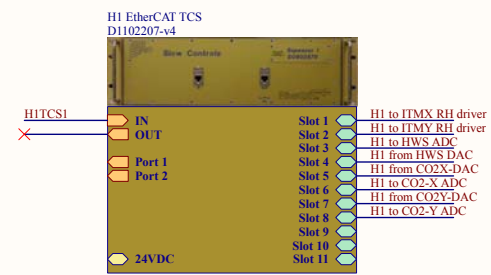 H1 EtherCAT TCS
D1102207-v4
Slow Controls
H1TCS1
IN
OUT
Port 1
Port 2
24VDC
Slot 1 H1 to ITMX RH driver
Slot 2 H1 to ITMY RH driver
Slot 3 H1 to HWS ADC
Slot 4 H1 from HWS DAC
Slot 5 H1 from CO2X-DAC
Slot 6 H1 to CO2-X ADC
Slot 7 H1 from CO2Y-DAC
Slot 8 H1 to CO2-Y ADC
Slot 9
Slot 10
Slot 11